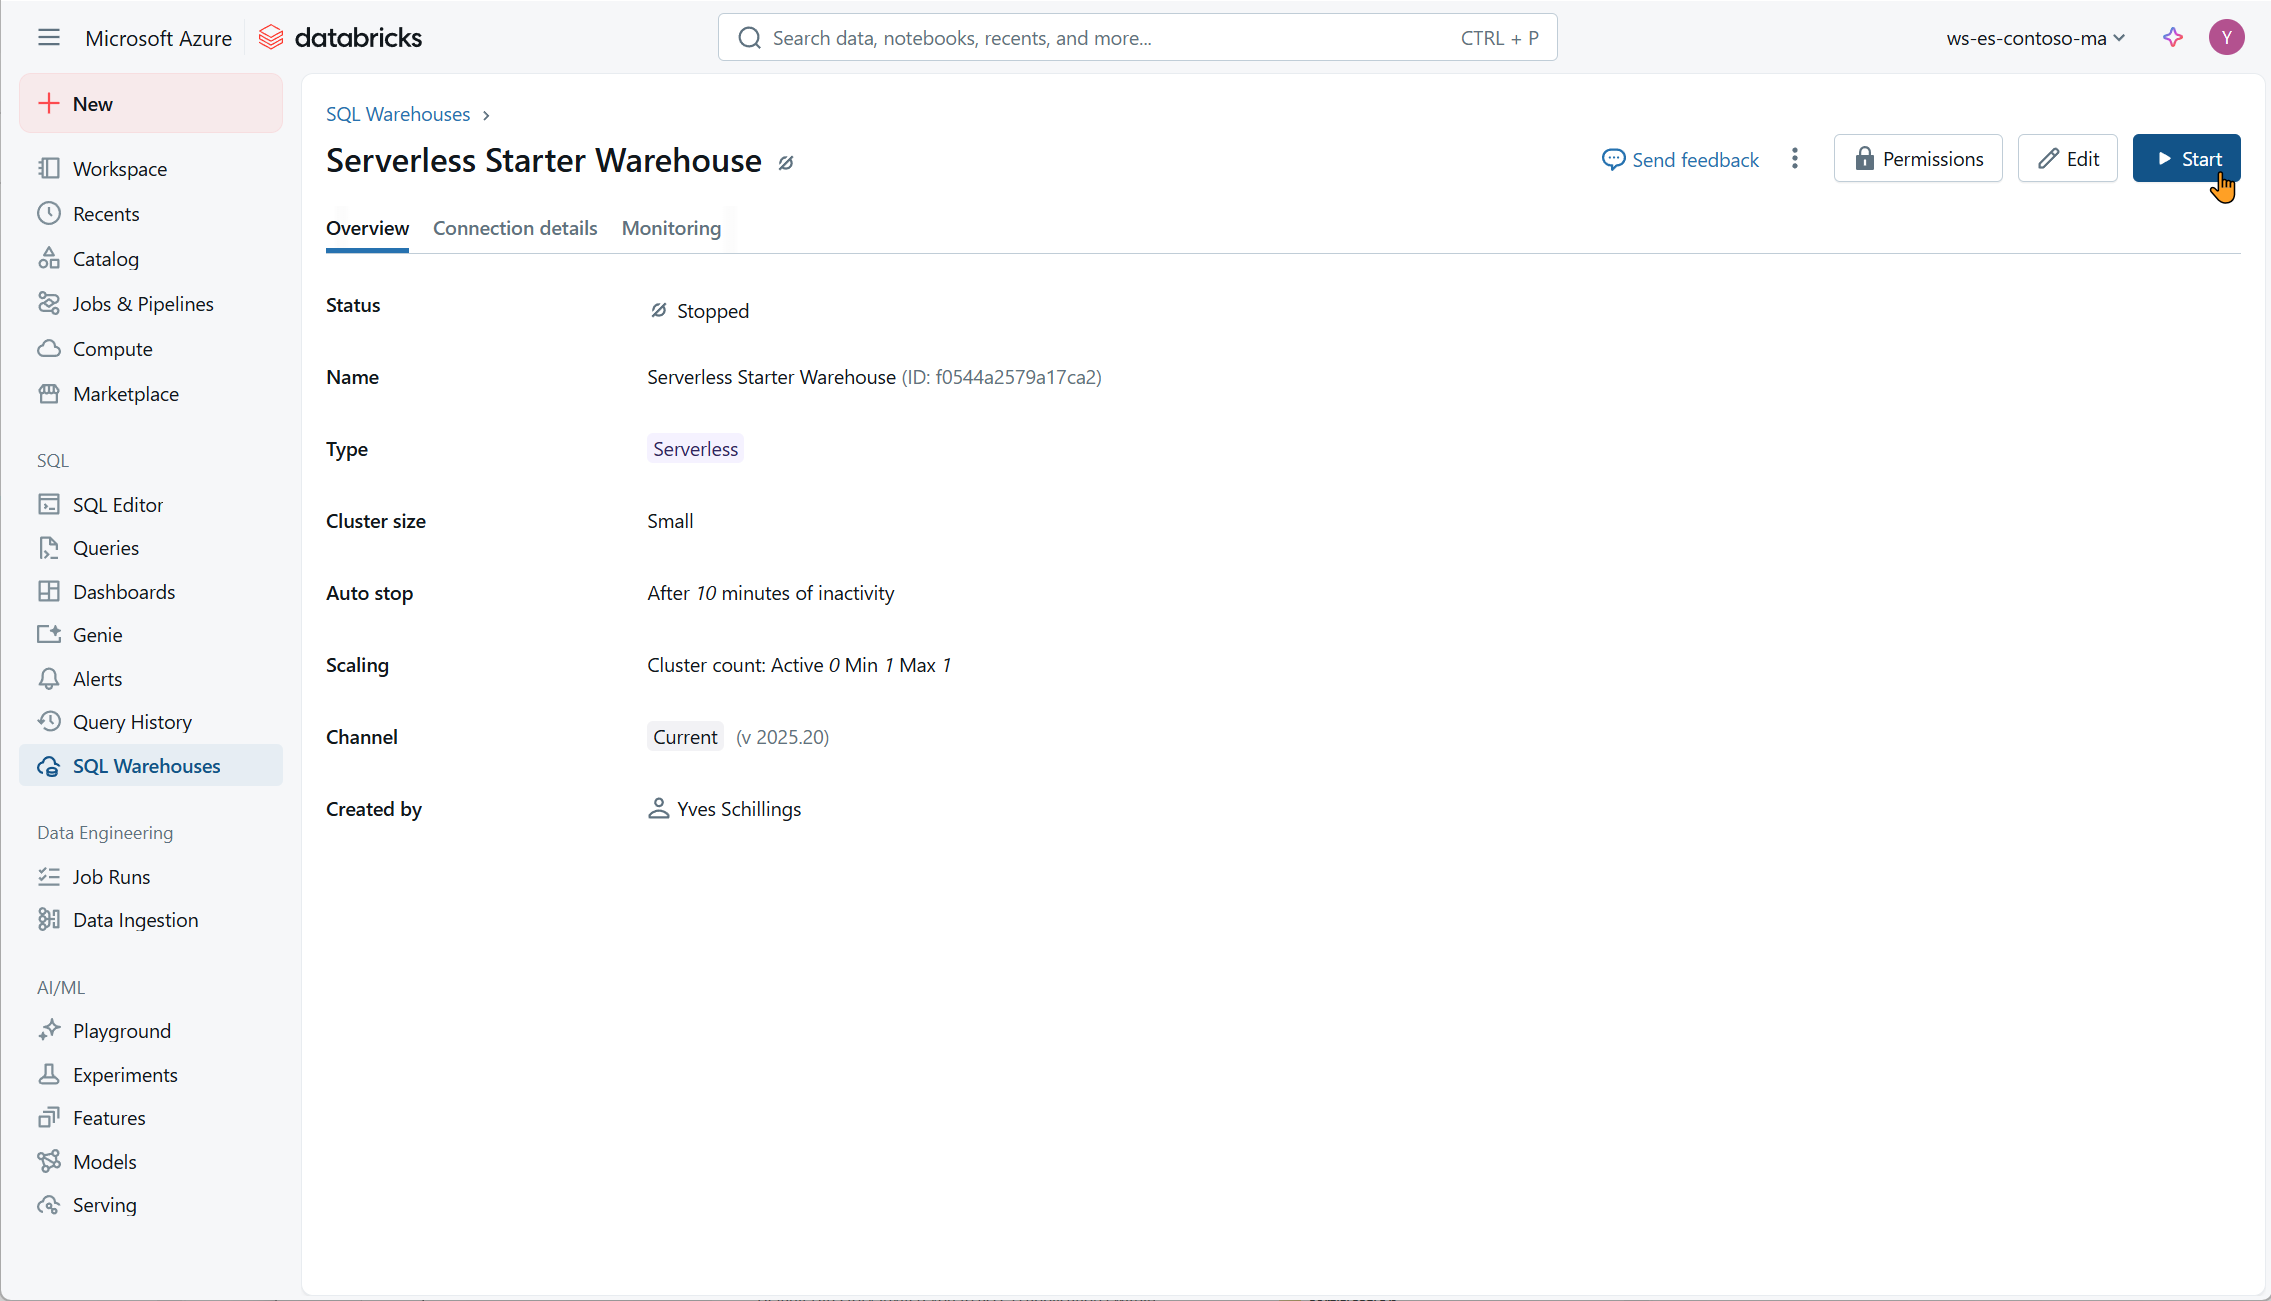 Microsoft Azure databricks Search data, notebooks, recents, and more... CTRL + P ws-es-contoso-ma Y
New
Workspace
Recents
Catalog
Jobs & Pipelines
Compute
Marketplace
SQL
SQL Editor
Queries
Dashboards
Genie
Alerts
Query History
SQL Warehouses
Data Engineering
Job Runs
Data Ingestion
AI/ML
Playground
Experiments
Features
Models
Serving
SQL Warehouses ›
Serverless Starter Warehouse Send feedback Permissions Edit Start
Overview Connection details Monitoring
Status Stopped
Name Serverless Starter Warehouse (ID: f0544a2579a17ca2)
Type Serverless
Cluster size Small
Auto stop After 10 minutes of inactivity
Scaling Cluster count: Active 0 Min 1 Max 1
Channel Current (v 2025.20)
Created by Yves Schillings